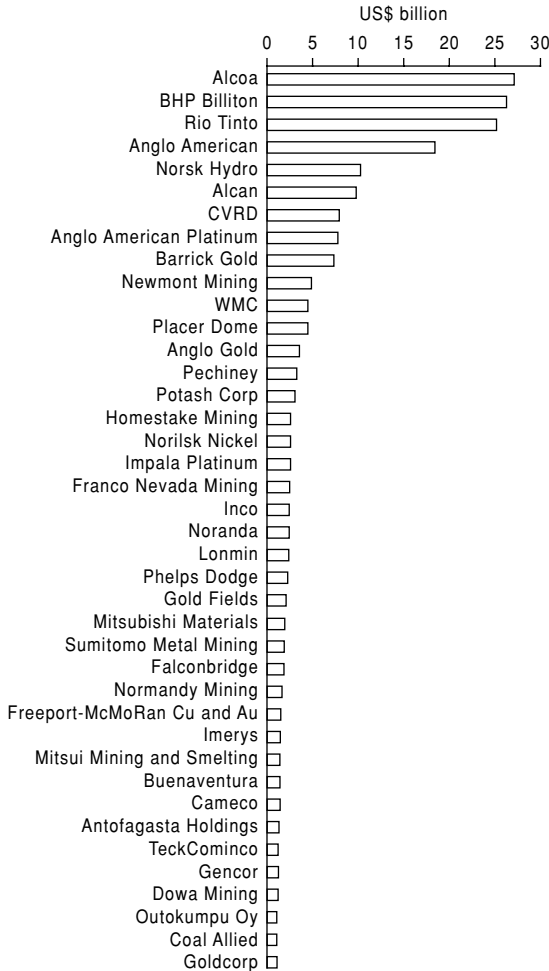 US$ billion
0 5 10 15 20 25 30
Alcoa
BHP Billiton
Rio Tinto
Anglo American
Norsk Hydro
Alcan
CVRD
Anglo American Platinum
Barrick Gold
Newmont Mining
WMC
Placer Dome
Anglo Gold
Pechiney
Potash Corp
Homestake Mining
Norilsk Nickel
Impala Platinum
Franco Nevada Mining
Inco
Noranda
Lonmin
Phelps Dodge
Gold Fields
Mitsubishi Materials
Sumitomo Metal Mining
Falconbridge
Normandy Mining
Freeport-McMoRan Cu and Au
Imerys
Mitsui Mining and Smelting
Buenaventura
Cameco
Antofagasta Holdings
TeckCominco
Gencor
Dowa Mining
Outokumpu Oy
Coal Allied
Goldcorp